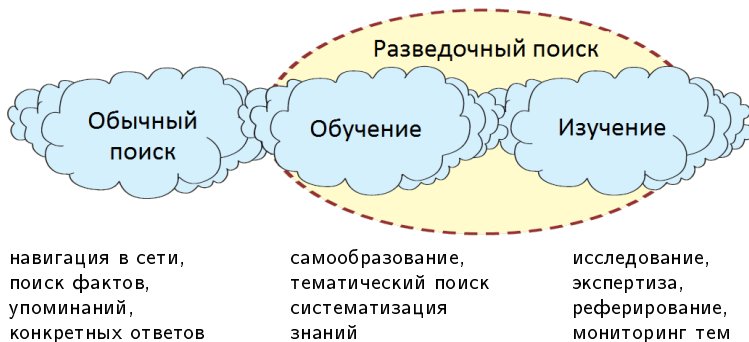 Разведочный поиск
Обычный
поиск
Обучение
Изучение
навигация в сети,
поиск фактов,
упоминаний,
конкретных ответов
самообразование,
тематический поиск
систематизация
знаний
исследование,
экспертиза,
реферирование,
мониторинг тем